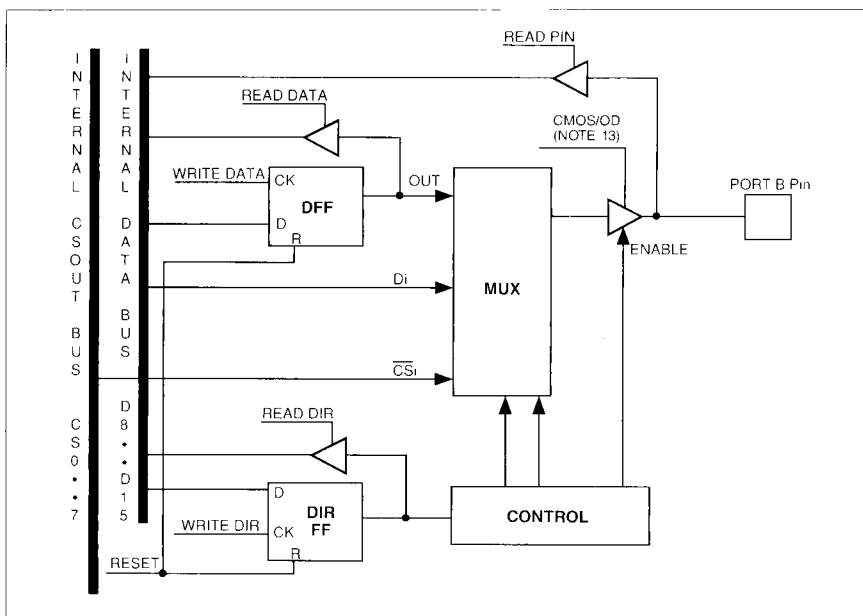 INTERNAL CSOUT BUS CS0••7
INTERNAL DATA BUS D8••D15
READ PIN
READ DATA
CMOS/OD
(NOTE 13)
WRITE DATA
CK
DFF
D
R
OUT
PORT B Pin
ENABLE
MUX
Di
CSi
READ DIR
D
DIR
FF
WRITE DIR
CK
R
CONTROL
RESET